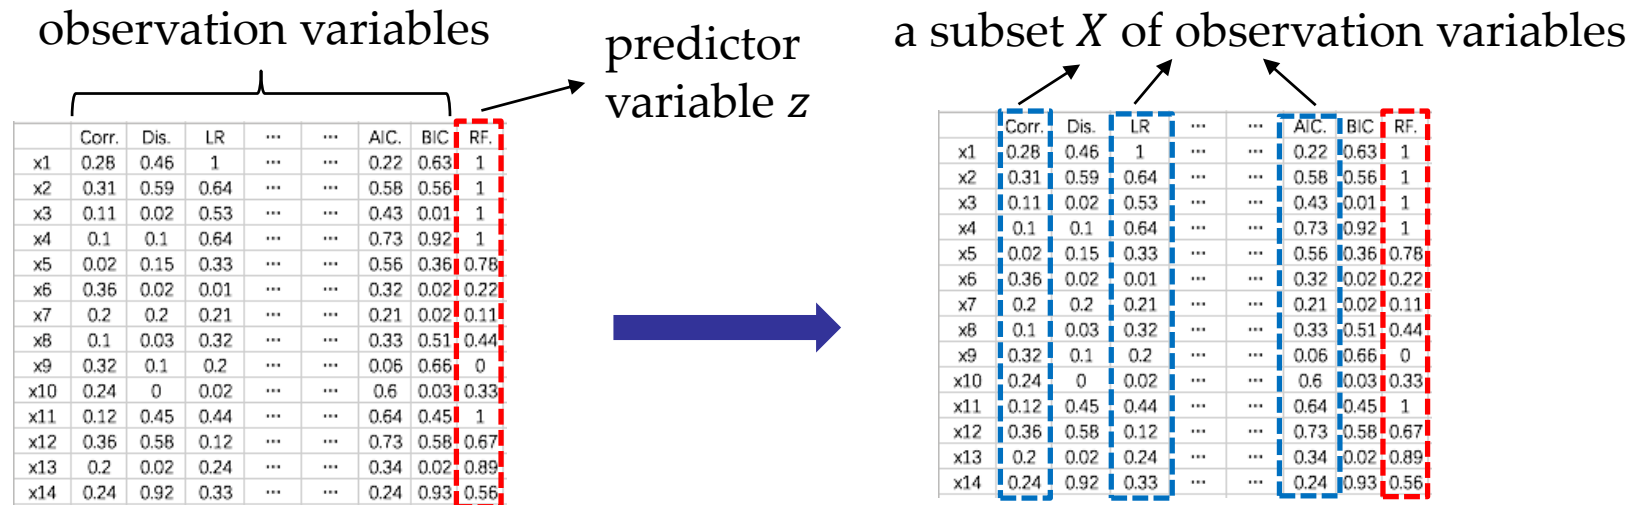 observation variables
predictor
variable z
a subset X of observation variables
Corr. Dis. LR ... ... AIC. BIC RF.
x1 0.28 0.46 1 ... ... 0.22 0.63 1
x2 0.31 0.59 0.64 ... ... 0.58 0.56 1
x3 0.11 0.02 0.53 ... ... 0.43 0.01 1
x4 0.1 0.1 0.64 ... ... 0.73 0.92 1
x5 0.02 0.15 0.33 ... ... 0.56 0.36 0.78
x6 0.36 0.02 0.01 ... ... 0.32 0.02 0.22
x7 0.2 0.2 0.21 ... ... 0.21 0.02 0.11
x8 0.1 0.03 0.32 ... ... 0.33 0.51 0.44
x9 0.32 0.1 0.2 ... ... 0.06 0.66 0
x10 0.24 0 0.02 ... ... 0.6 0.03 0.33
x11 0.12 0.45 0.44 ... ... 0.64 0.45 1
x12 0.36 0.58 0.12 ... ... 0.73 0.58 0.67
x13 0.2 0.02 0.24 ... ... 0.34 0.02 0.89
x14 0.24 0.92 0.33 ... ... 0.24 0.93 0.56
Corr. Dis. LR ... ... AIC. BIC RF.
x1 0.28 0.46 1 ... ... 0.22 0.63 1
x2 0.31 0.59 0.64 ... ... 0.58 0.56 1
x3 0.11 0.02 0.53 ... ... 0.43 0.01 1
x4 0.1 0.1 0.64 ... ... 0.73 0.92 1
x5 0.02 0.15 0.33 ... ... 0.56 0.36 0.78
x6 0.36 0.02 0.01 ... ... 0.32 0.02 0.22
x7 0.2 0.2 0.21 ... ... 0.21 0.02 0.11
x8 0.1 0.03 0.32 ... ... 0.33 0.51 0.44
x9 0.32 0.1 0.2 ... ... 0.06 0.66 0
x10 0.24 0 0.02 ... ... 0.6 0.03 0.33
x11 0.12 0.45 0.44 ... ... 0.64 0.45 1
x12 0.36 0.58 0.12 ... ... 0.73 0.58 0.67
x13 0.2 0.02 0.24 ... ... 0.34 0.02 0.89
x14 0.24 0.92 0.33 ... ... 0.24 0.93 0.56